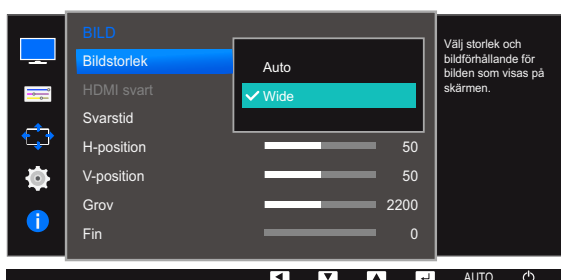 BILD
Bildstorlek
HDMI svart
Svarstid
H-position 50
V-position 50
Grov 2200
Fin 0
Auto
Wide
Välj storlek och
bildförhållande för
bilden som visas på
skärmen.
AUTO